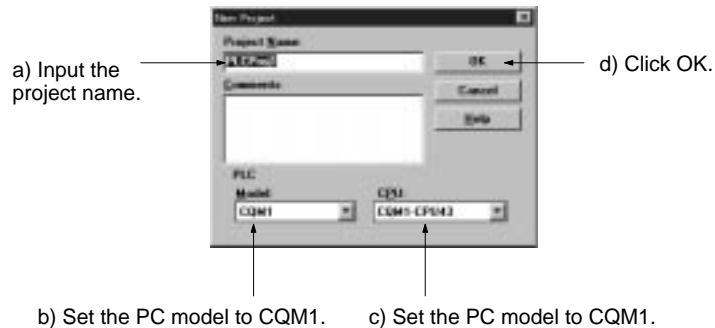 New Project
Project Name:
a) Input the
project name.
OK
d) Click OK.
Comments:
Cancel
Help
PLC
Model:
CPU:
CQM1
CQM1-CPU43
b) Set the PC model to CQM1.
c) Set the PC model to CQM1.